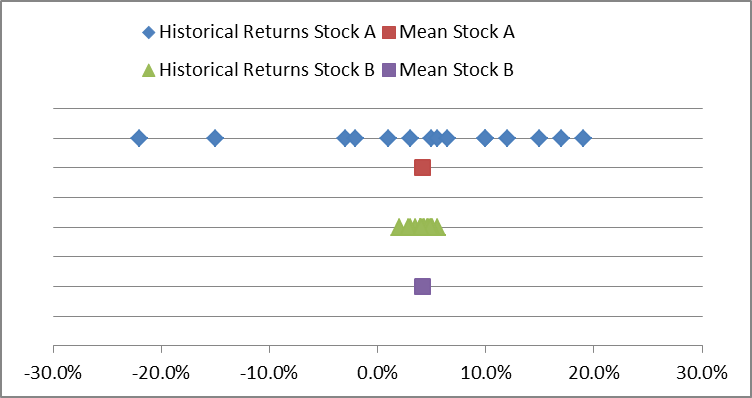 Historical Returns Stock A Mean Stock A
Historical Returns Stock B Mean Stock B
-30.0% -20.0% -10.0% 0.0% 10.0% 20.0% 30.0%